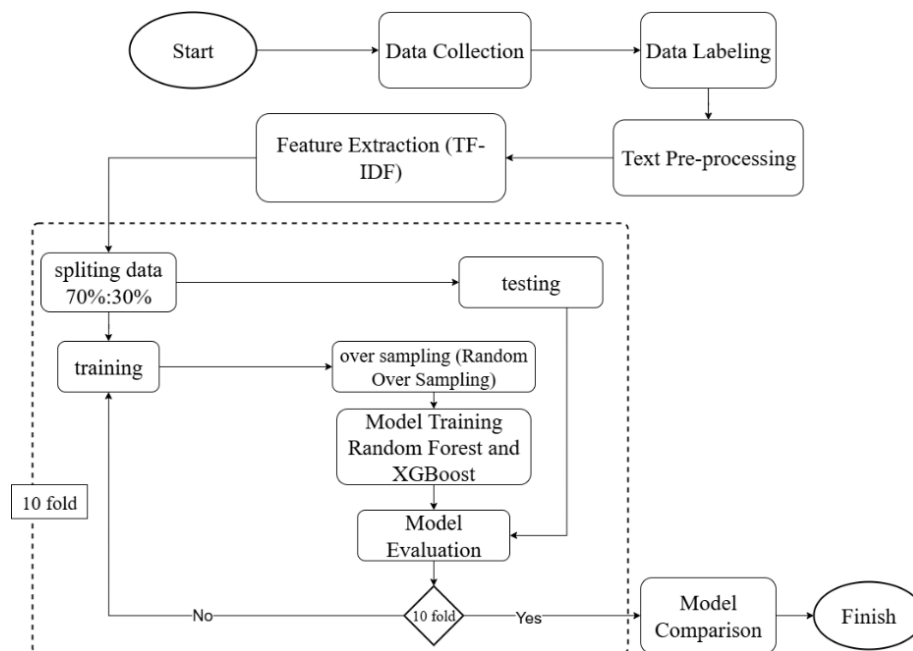 Start
Data Collection
Data Labeling
Feature Extraction (TF-
IDF)
Text Pre-processing
spliting data
70%:30%
testing
training
over sampling (Random
Over Sampling)
Model Training
Random Forest and
XGBoost
10 fold
Model
Evaluation
No
10 fold
Yes
Model
Comparison
Finish